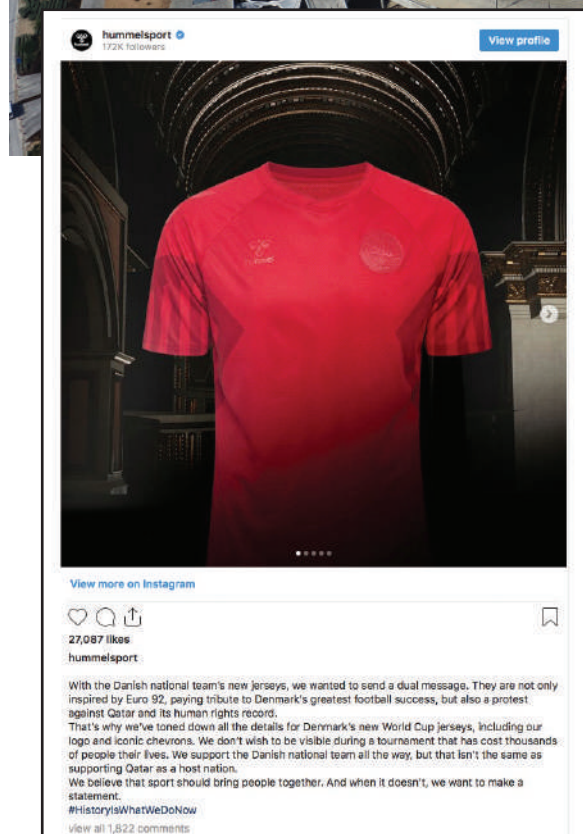 hummelsport
172K followers
View profile
hummel
View more on Instagram
27,087 likes
hummelsport
With the Danish national team's new jerseys, we wanted to send a dual message. They are not only
inspired by Euro 92, paying tribute to Denmark's greatest football success, but also a protest
against Qatar and its human rights record.
That's why we've toned down all the details for Denmark's new World Cup jerseys, including our
logo and iconic chevrons. We don't wish to be visible during a tournament that has cost thousands
of people their lives. We support the Danish national team all the way, but that isn't the same as
supporting Qatar as a host nation.
We believe that sport should bring people together. And when it doesn't, we want to make a
statement.
#HistoryIsWhatWeDoNow
view all 1,822 comments